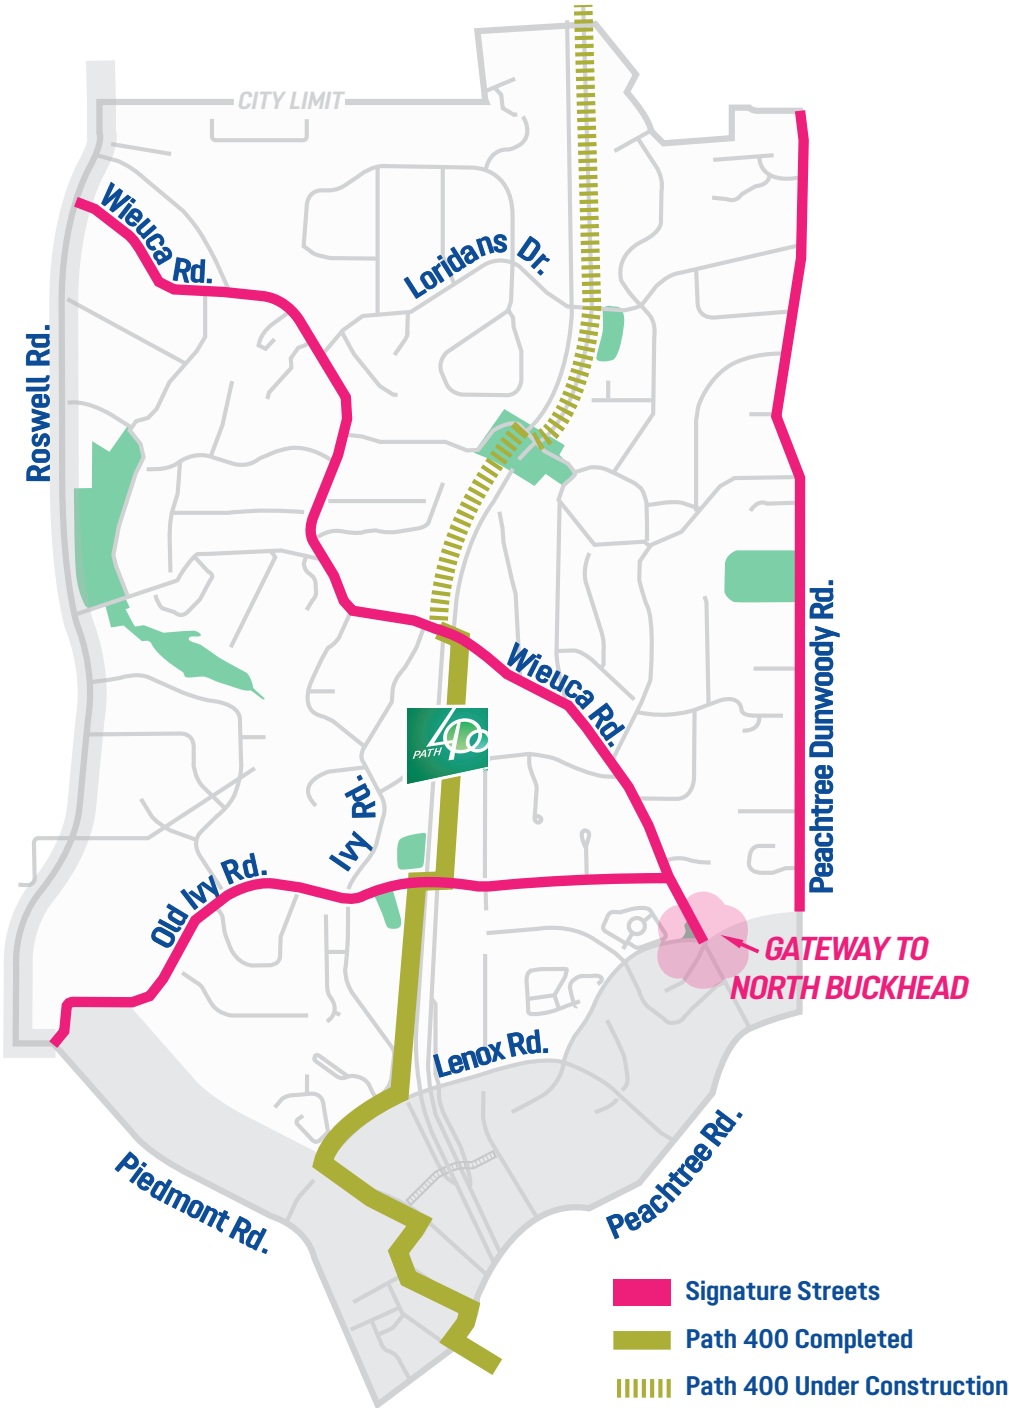 CITY LIMIT
Wieuca Rd.
Loridans Dr.
Roswell Rd.
Peachtree Dunwoody Rd.
Wieuca Rd.
PATH 400
Ivy Rd.
Old Ivy Rd.
GATEWAY TO
NORTH BUCKHEAD
Lenox Rd.
Peachtree Rd.
Piedmont Rd.
Signature Streets
Path 400 Completed
Path 400 Under Construction